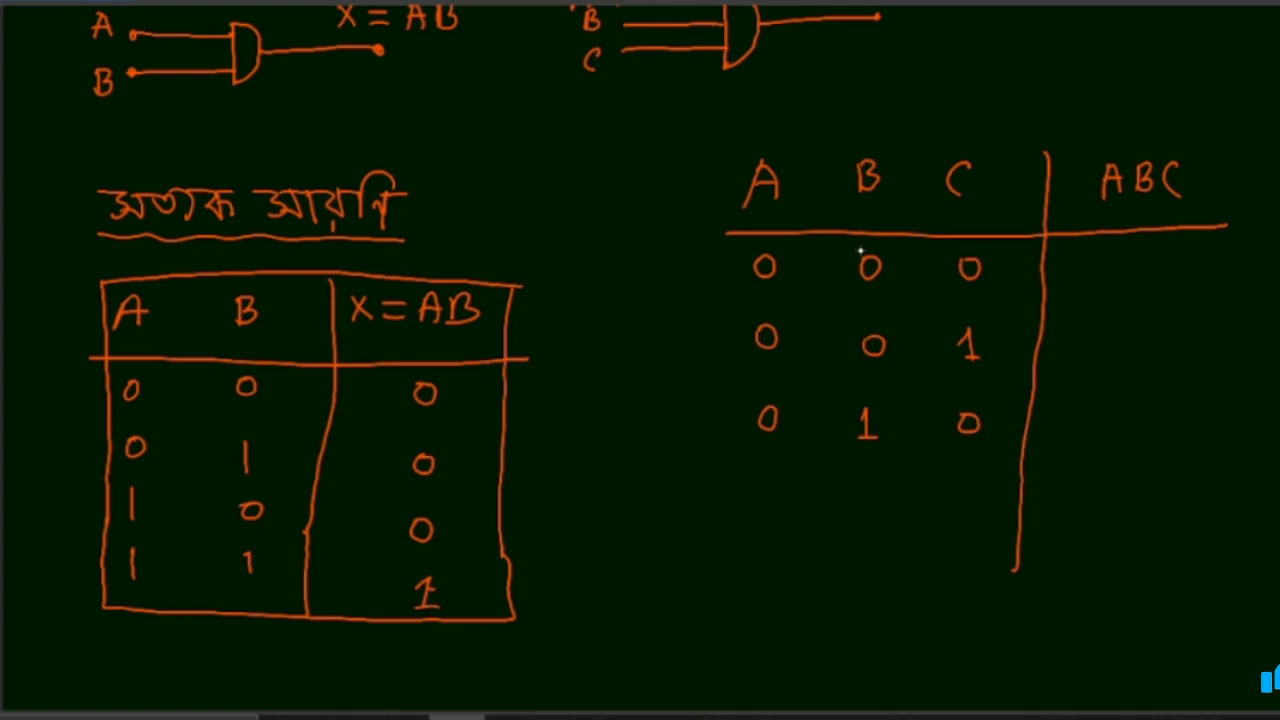 A
X = AB
B
B
C
সত্যক সারণি
A B X = AB
0 0 0
0 1 0
1 0 0
1 1 1
A B C ABC
0 0 0
0 0 1
0 1 0